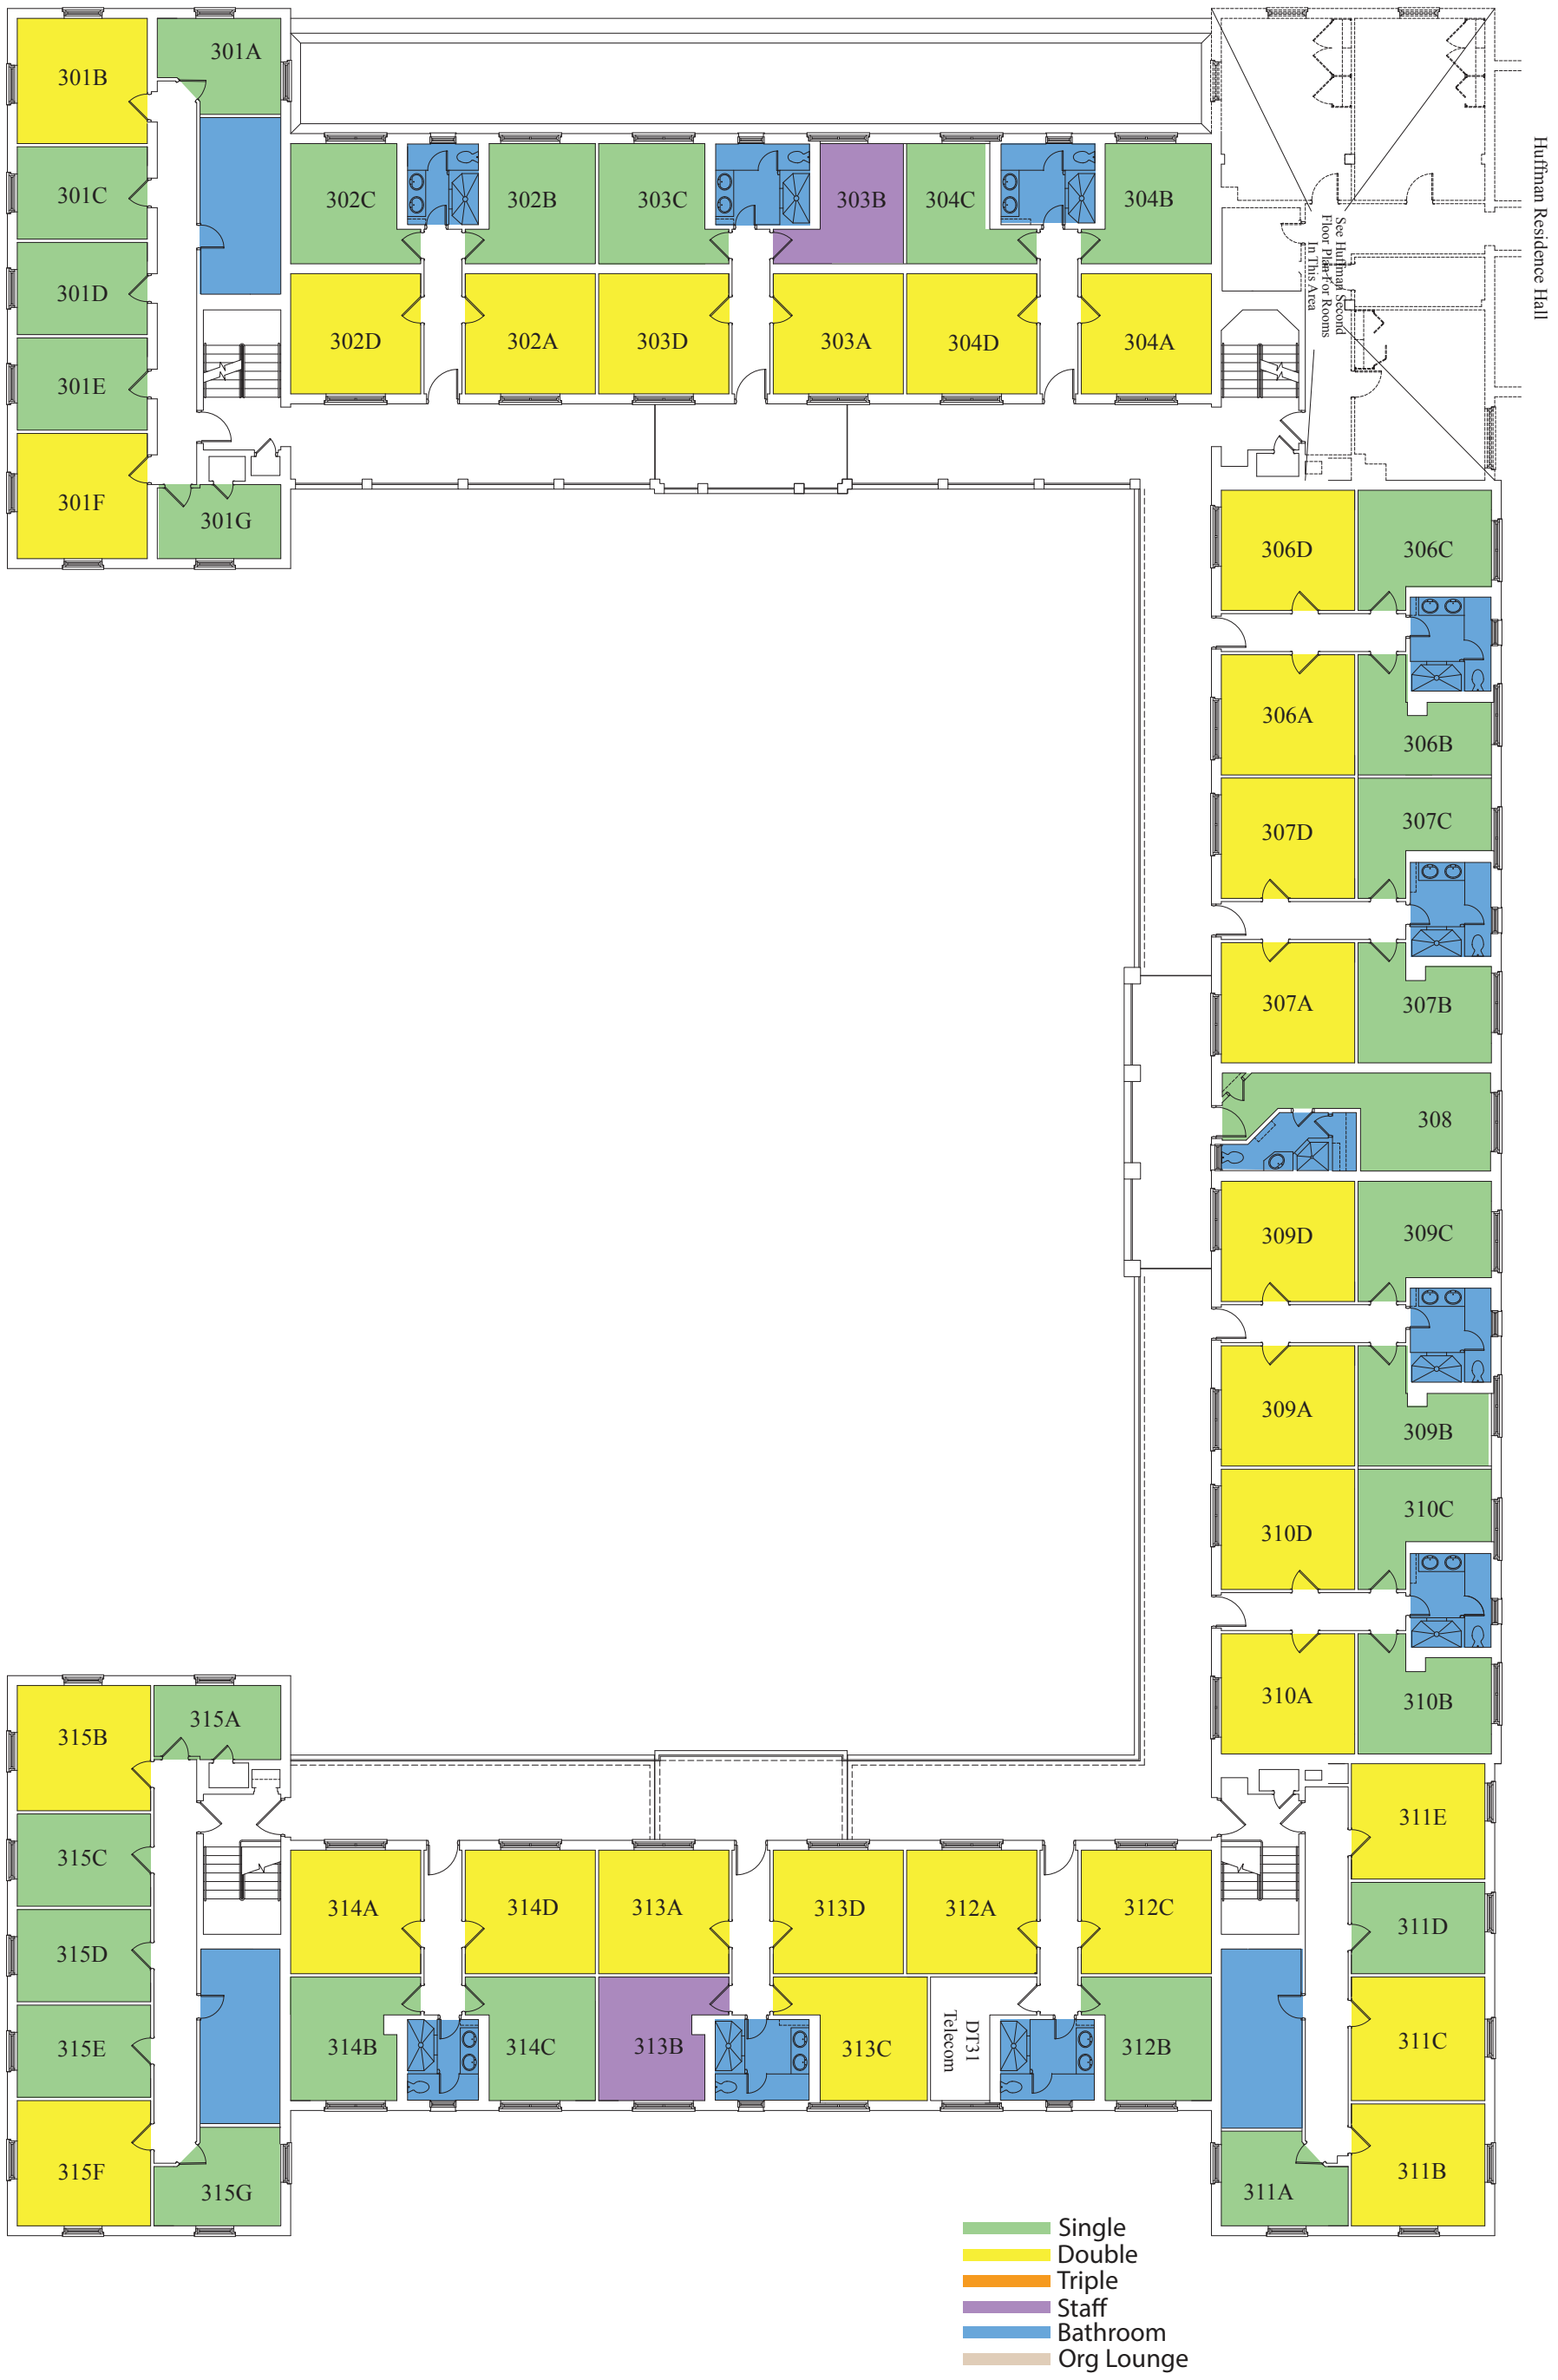 301B
301A
301C
301D
301E
301F
301G
302C
302B
303C
303B
304C
304B
302D
302A
303D
303A
304D
304A
See Huffman Second
Floor Plan For Rooms
In This Area
Huffman Residence Hall
306D
306C
306A
306B
307D
307C
307A
307B
308
309D
309C
309A
309B
310D
310C
310A
310B
311E
311D
311C
311B
311A
315B
315A
315C
315D
315E
315F
315G
314A
314D
313A
313D
312A
312C
314B
314C
313B
313C
DT31
Telecom
312B
Single
Double
Triple
Staff
Bathroom
Org Lounge